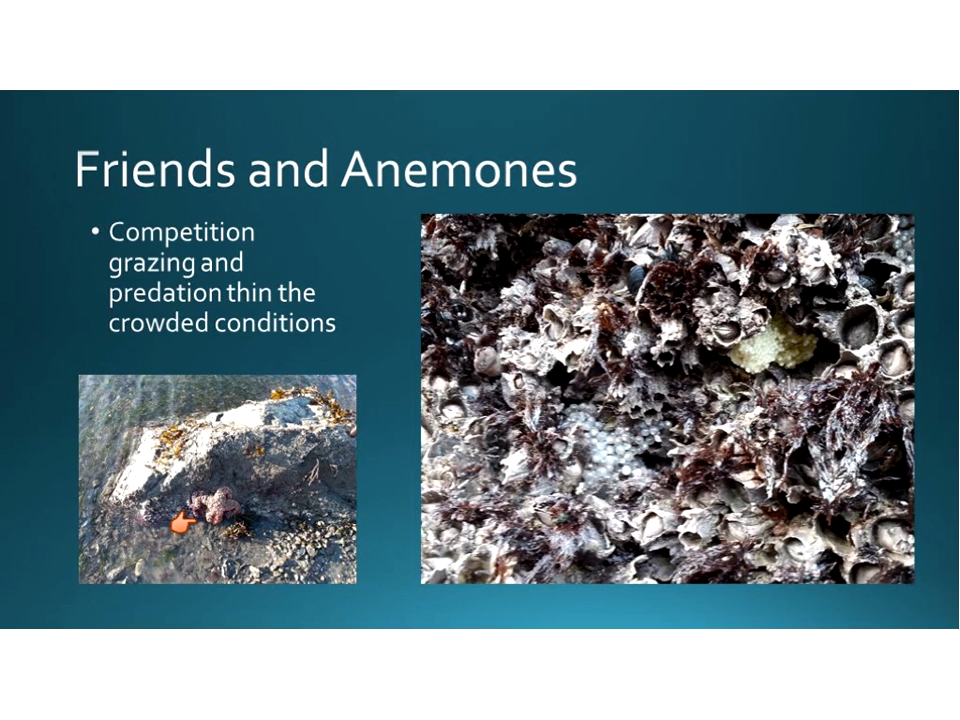 Friends and Anemones
• Competition
grazing and
predation thin the
crowded conditions